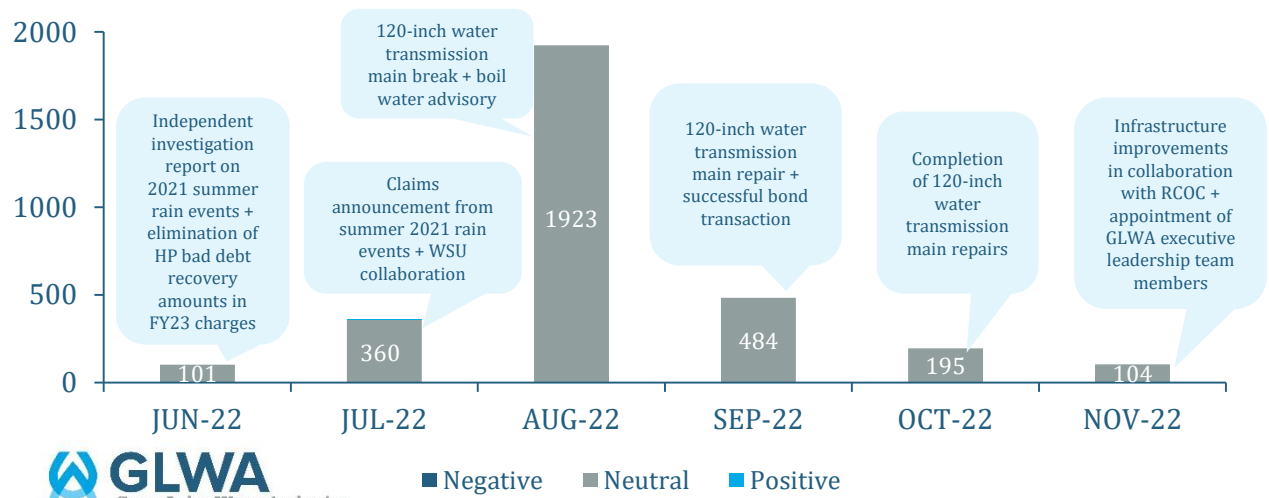 2000
1500
1000
500
0
Independent
investigation
report on
2021 summer
rain events +
elimination of
HP bad debt
recovery
amounts in
FY23 charges
101
Claims
announcement from
summer 2021 rain
events + WSU
collaboration
360
120-inch water
transmission
main break + boil
water advisory
1923
120-inch water
transmission
main repair +
successful bond
transaction
484
Completion
of 120-inch
water
transmission
main repairs
195
Infrastructure
improvements
in collaboration
with RCOC +
appointment of
GLWA executive
leadership team
members
104
JUN-22
JUL-22
AUG-22
SEP-22
OCT-22
NOV-22
GLWA
Negative
Neutral
Positive